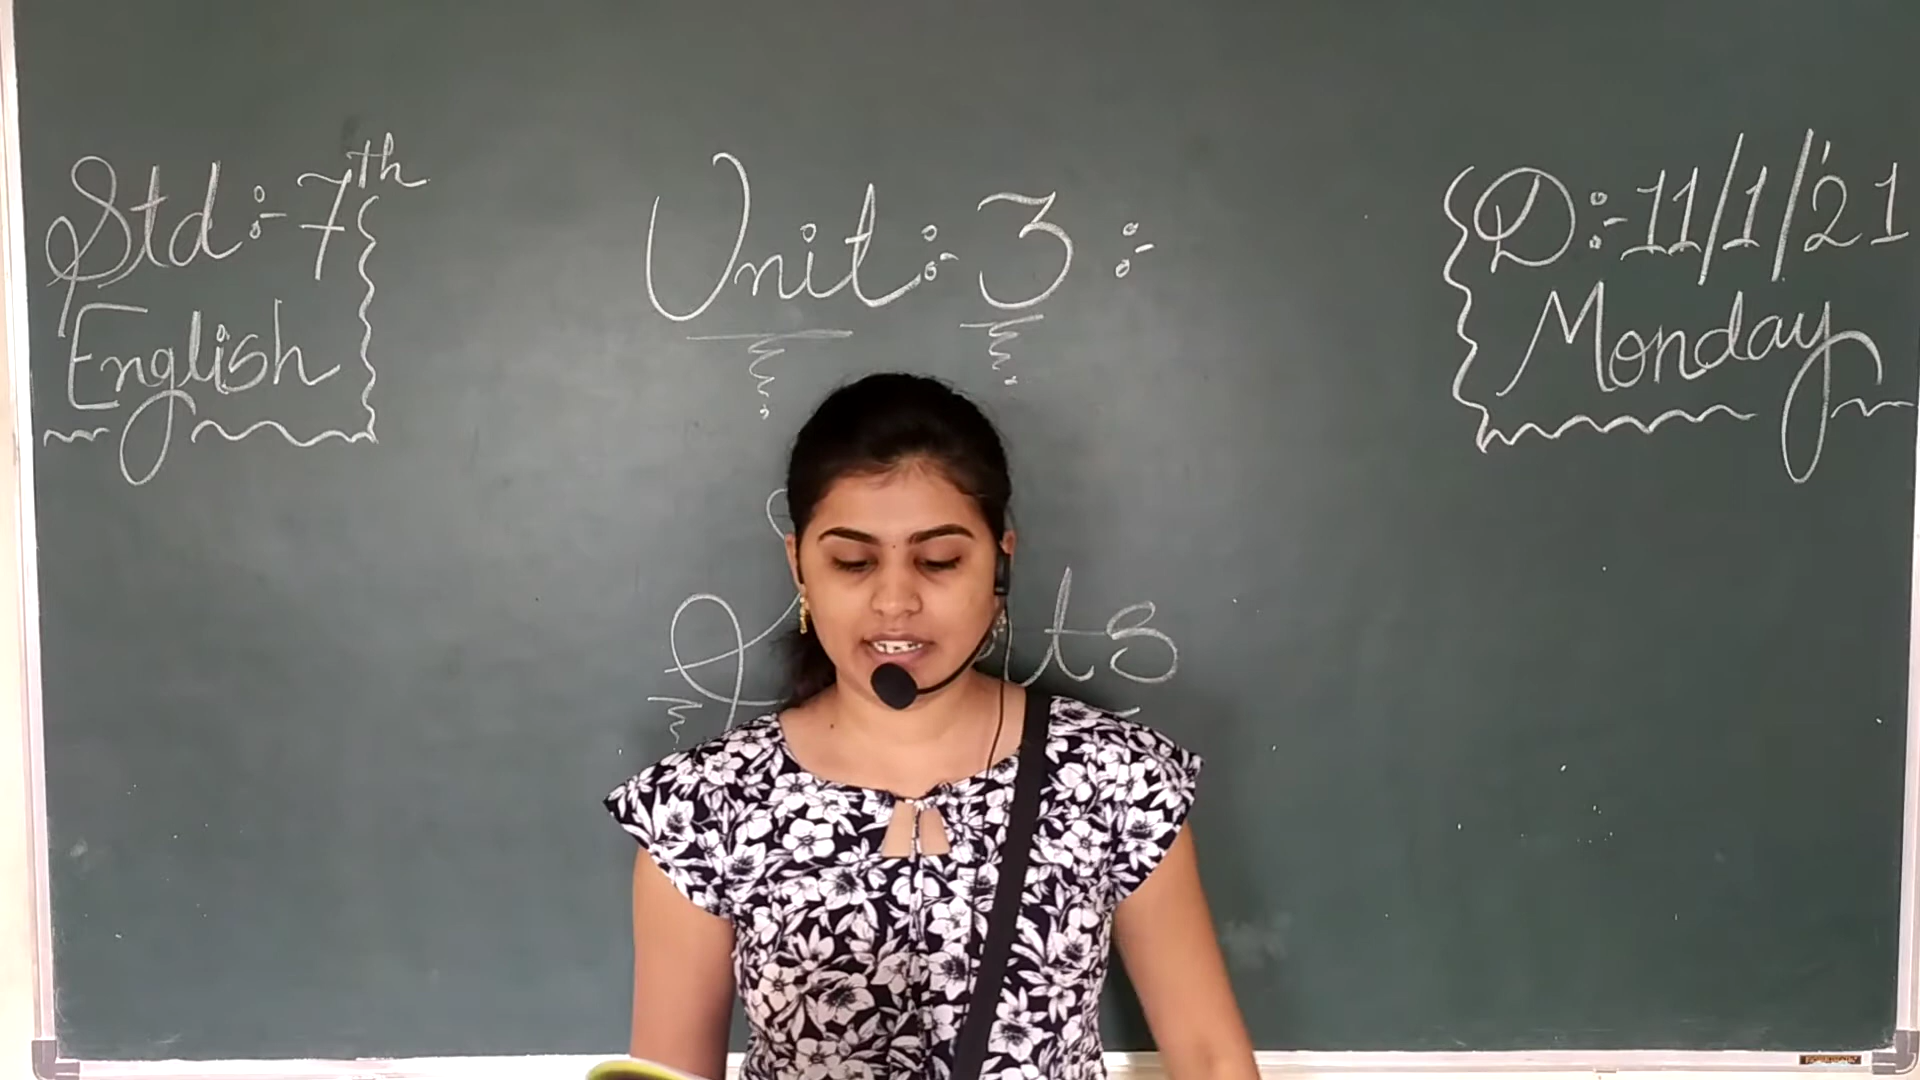 Std:- 7th
English
Unit:- 3 :-
D:- 11/1/'21
Monday